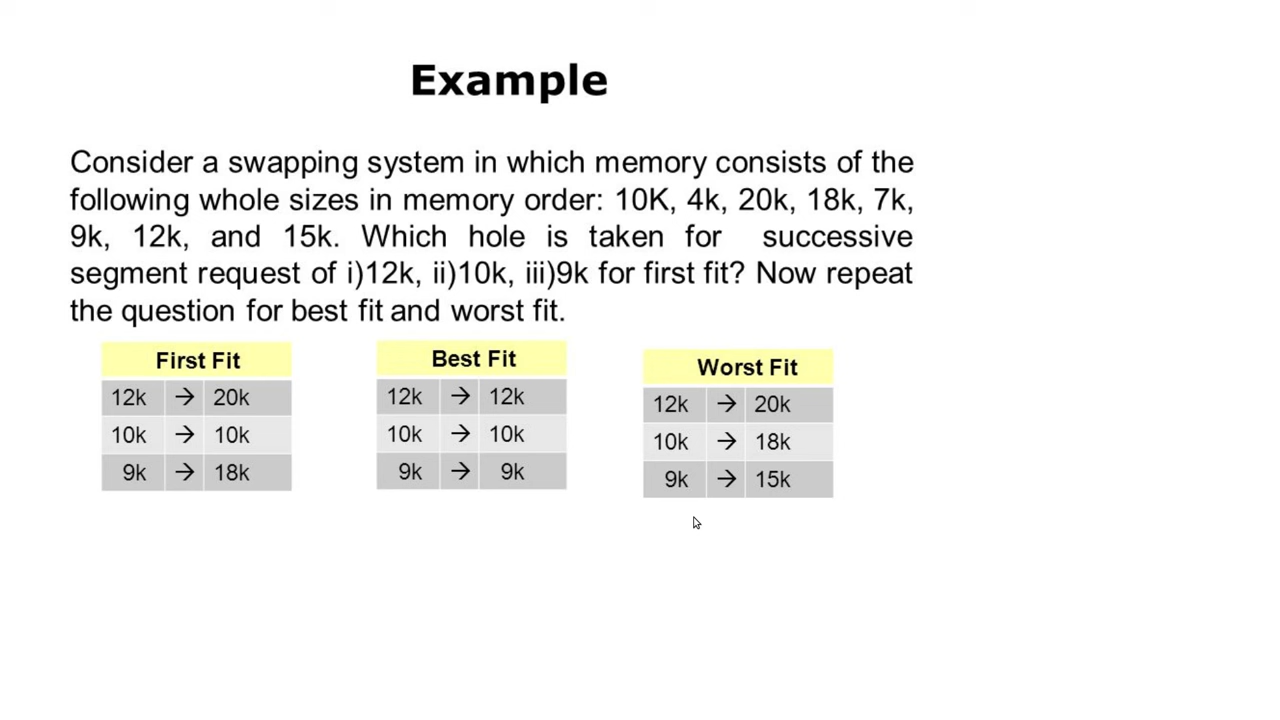 Example
Consider a swapping system in which memory consists of the
following whole sizes in memory order: 10K, 4k, 20k, 18k, 7k,
9k, 12k, and 15k. Which hole is taken for successive
segment request of i)12k, ii)10k, iii)9k for first fit? Now repeat
the question for best fit and worst fit.
First Fit
12k → 20k
10k → 10k
9k → 18k
Best Fit
12k → 12k
10k → 10k
9k → 9k
Worst Fit
12k → 20k
10k → 18k
9k → 15k